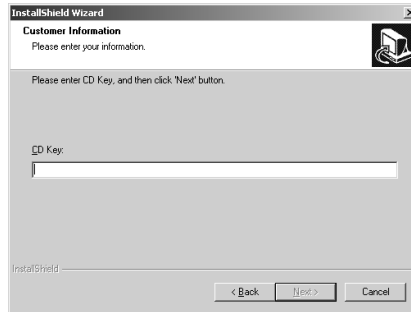 InstallShield Wizard
Customer Information
Please enter your information.
Please enter CD Key, and then click 'Next' button.
CD Key:
InstallShield
< Back
Next >
Cancel